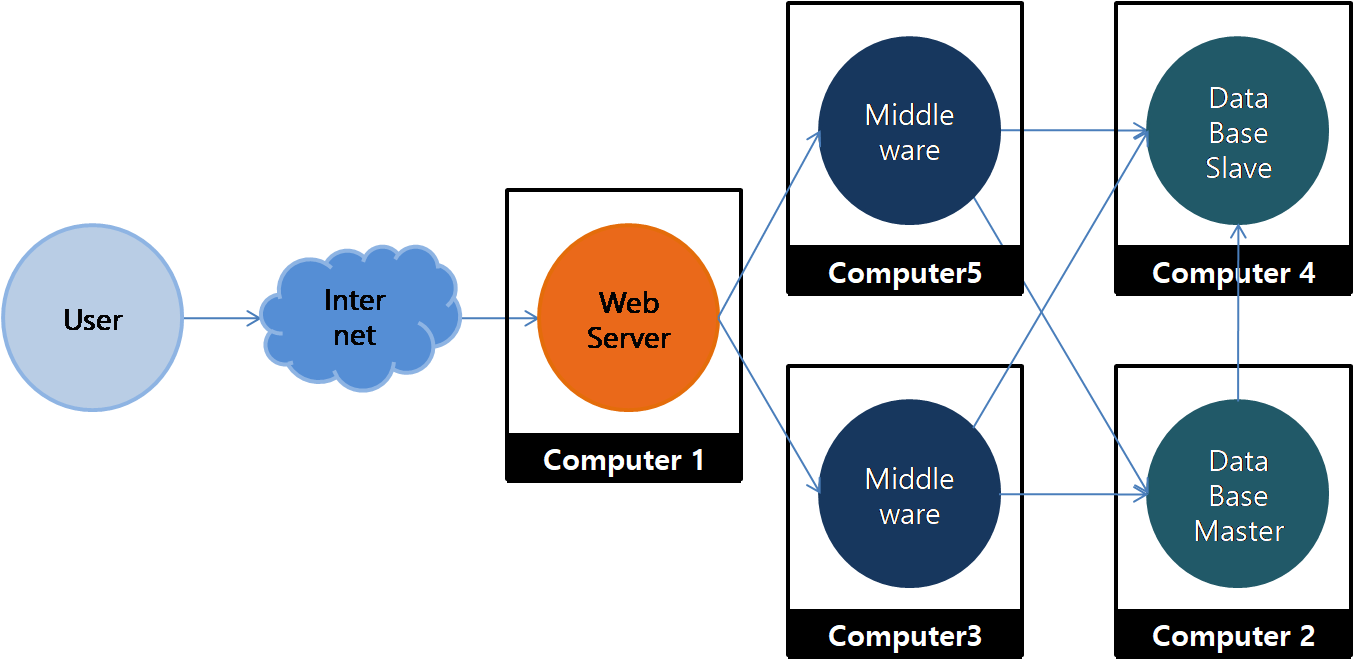 User
Inter
net
Web
Server
Computer 1
Middle
ware
Computer5
Data
Base
Slave
Computer 4
Middle
ware
Computer3
Data
Base
Master
Computer 2